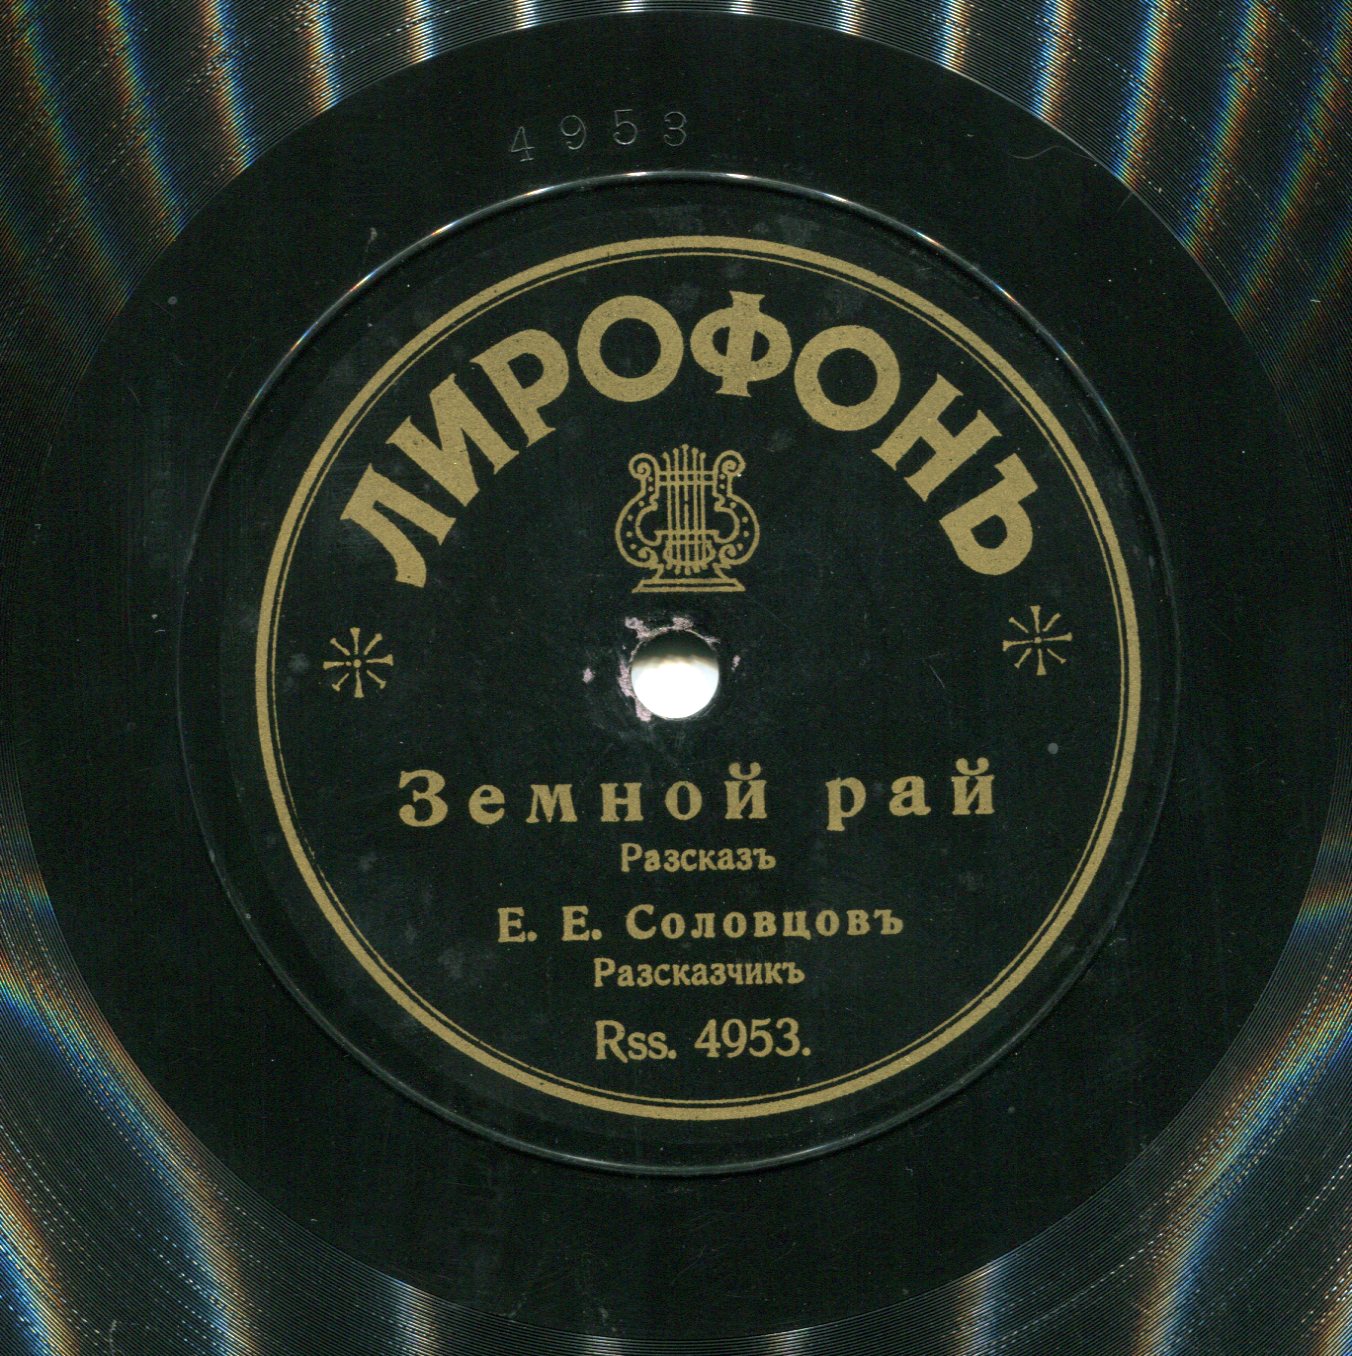 4953
ЛИРОФОНЪ
Земной рай
Разсказъ
Е. Е. Соловцовъ
Разсказчикъ
Rss. 4953.